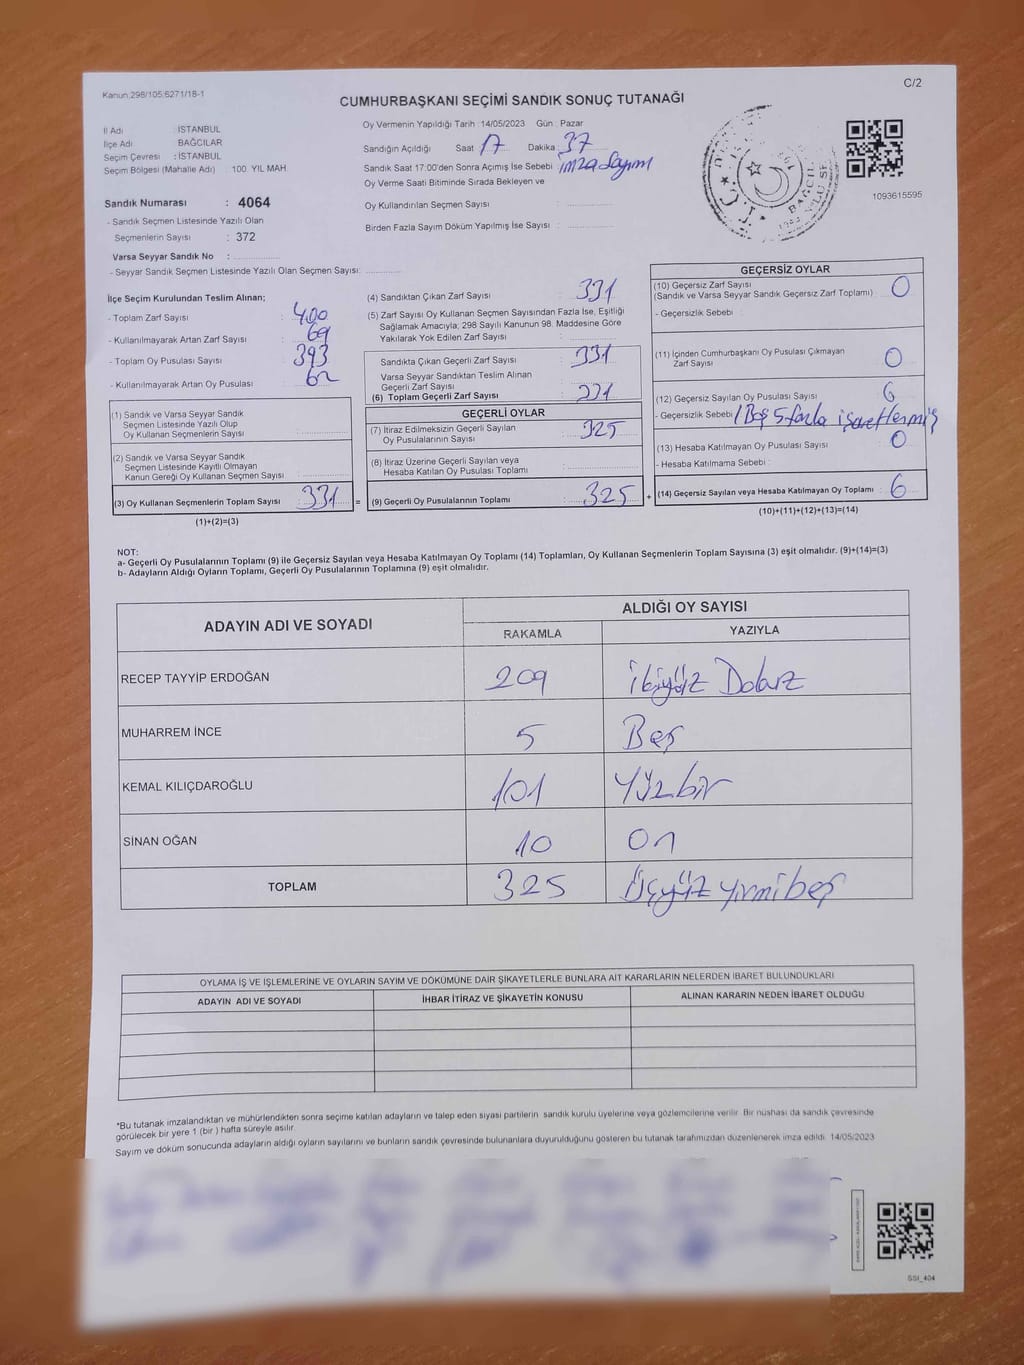 Kanun:298/105,6271/18-1
C/2
CUMHURBAŞKANI SEÇİMİ SANDIK SONUÇ TUTANAĞI
İl Adı : İSTANBUL
İlçe Adı BAĞCILAR
Seçim Çevresi : İSTANBUL
Seçim Bölgesi (Mahalle Adı) : 100. YIL MAH.
Sandık Numarası : 4064
- Sandık Seçmen Listesinde Yazılı Olan
Seçmenlerin Sayısı : 372
Varsa Seyyar Sandık No :
- Seyyar Sandık Seçmen Listesinde Yazılı Olan Seçmen Sayısı:
Oy Vermenin Yapıldığı Tarih :14/05/2023 Gün : Pazar
Sandığın Açıldığı Saat 17 Dakika : 37
Sandık Saat 17:00'den Sonra Açımış İse Sebebi imza Sayım
Oy Verme Saati Bitiminde Sırada Bekleyen ve
Oy Kullandırılan Seçmen Sayısı :
Birden Fazla Sayım Döküm Yapılmış İse Sayısı :
1093615595
İlçe Seçim Kurulundan Teslim Alınan;
- Toplam Zarf Sayısı : 400
- Kullanılmayarak Artan Zarf Sayısı : 69
- Toplam Oy Pusulası Sayısı : 393
- Kullanılmayarak Artan Oy Pusulası : 62
(1) Sandık ve Varsa Seyyar Sandık
Seçmen Listesinde Yazılı Olup
Oy Kullanan Seçmenlerin Sayısı :
(2) Sandık ve Varsa Seyyar Sandık
Seçmen Listesinde Kayıtlı Olmayan
Kanun Gereği Oy Kullanan Seçmen Sayısı :
(3) Oy Kullanan Seçmenlerin Toplam Sayısı : 331 =
(1)+(2)=(3)
(4) Sandıktan Çıkan Zarf Sayısı : 331
(5) Zarf Sayısı Oy Kullanan Seçmen Sayısından Fazla İse, Eşitliği
Sağlamak Amacıyla; 298 Sayılı Kanunun 98. Maddesine Göre
Yakılarak Yok Edilen Zarf Sayısı :
Sandıkta Çıkan Geçerli Zarf Sayısı : 331
Varsa Seyyar Sandıktan Teslim Alınan
Geçerli Zarf Sayısı :
(6) Toplam Geçerli Zarf Sayısı : 331
GEÇERLİ OYLAR
(7) İtiraz Edilmeksizin Geçerli Sayılan
Oy Pusulalarının Sayısı : 325
(8) İtiraz Üzerine Geçerli Sayılan veya
Hesaba Katılan Oy Pusulası Toplamı :
(9) Geçerli Oy Pusulalarının Toplamı : 325 +
GEÇERSİZ OYLAR
(10) Geçersiz Zarf Sayısı
(Sandık ve Varsa Seyyar Sandık Geçersiz Zarf Toplamı) : 0
- Geçersizlik Sebebi :
(11) İçinden Cumhurbaşkanı Oy Pusulası Çıkmayan
Zarf Sayısı : 0
(12) Geçersiz Sayılan Oy Pusulası Sayısı : 6
- Geçersizlik Sebebi : 1 Boş 5 fazla işaretlenmiş
(13) Hesaba Katılmayan Oy Pusulası Sayısı : 0
- Hesaba Katılmama Sebebi :
(14) Geçersiz Sayılan veya Hesaba Katılmayan Oy Toplamı : 6
(10)+(11)+(12)+(13)=(14)
NOT:
a- Geçerli Oy Pusulalarının Toplamı (9) ile Geçersiz Sayılan veya Hesaba Katılmayan Oy Toplamı (14) Toplamları, Oy Kullanan Seçmenlerin Toplam Sayısına (3) eşit olmalıdır. (9)+(14)=(3)
b- Adayların Aldığı Oyların Toplamı, Geçerli Oy Pusulalarının Toplamına (9) eşit olmalıdır.
ADAYIN ADI VE SOYADI ALDIĞI OY SAYISI
RAKAMLA YAZIYLA
RECEP TAYYİP ERDOĞAN 209 ikiyüz Dokuz
MUHARREM İNCE 5 Beş
KEMAL KILIÇDAROĞLU 101 Yüzbir
SİNAN OĞAN 10 On
TOPLAM 325 Üçyüz yirmibeş
OYLAMA İŞ VE İŞLEMLERİNE VE OYLARIN SAYIM VE DÖKÜMÜNE DAİR ŞİKAYETLERLE BUNLARA AİT KARARLARIN NELERDEN İBARET BULUNDUKLARI
ADAYIN ADI VE SOYADI İHBAR İTİRAZ VE ŞİKAYETİN KONUSU ALINAN KARARIN NEDEN İBARET OLDUĞU
*Bu tutanak imzalandıktan ve mühürlendikten sonra seçime katılan adayların ve talep eden siyasi partilerin sandık kurulu üyelerine veya gözlemcilerine verilir. Bir nüshası da sandık çevresinde
görülecek bir yere 1 (bir ) hafta süreyle asılır.
Sayım ve döküm sonucunda adayların aldığı oyların sayılarını ve bunların sandık çevresinde bulunanlara duyurulduğunu gösteren bu tutanak tarafımızdan düzenlenerek imza edildi. 14/05/2023
SSI_404